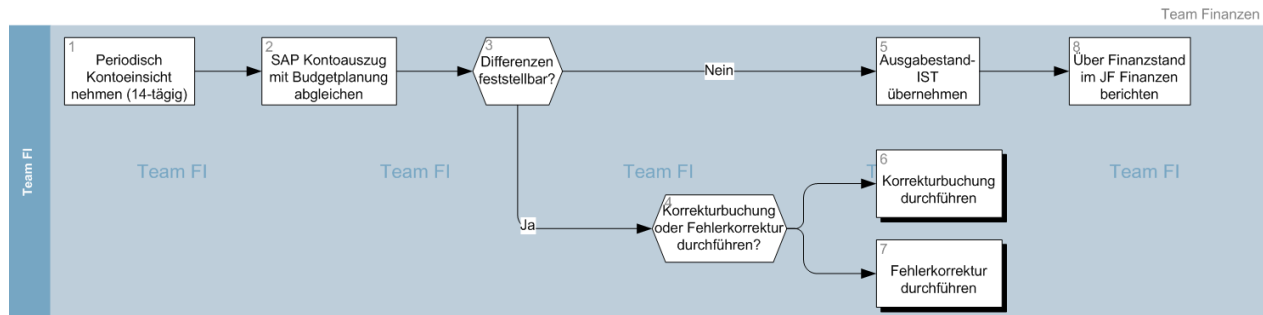 Team Finanzen
Team FI
1
Periodisch
Kontoeinsicht
nehmen (14-tägig)
2
SAP Kontoauszug
mit Budgetplanung
abgleichen
3
Differenzen
feststellbar?
Nein
5
Ausgabestand-
IST
übernehmen
8
Über Finanzstand
im JF Finanzen
berichten
Team FI
Team FI
Team FI
T
Team FI
Ja
4
Korrekturbuchung
oder Fehlerkorrektur
durchführen?
6
Korrekturbuchung
durchführen
7
Fehlerkorrektur
durchführen